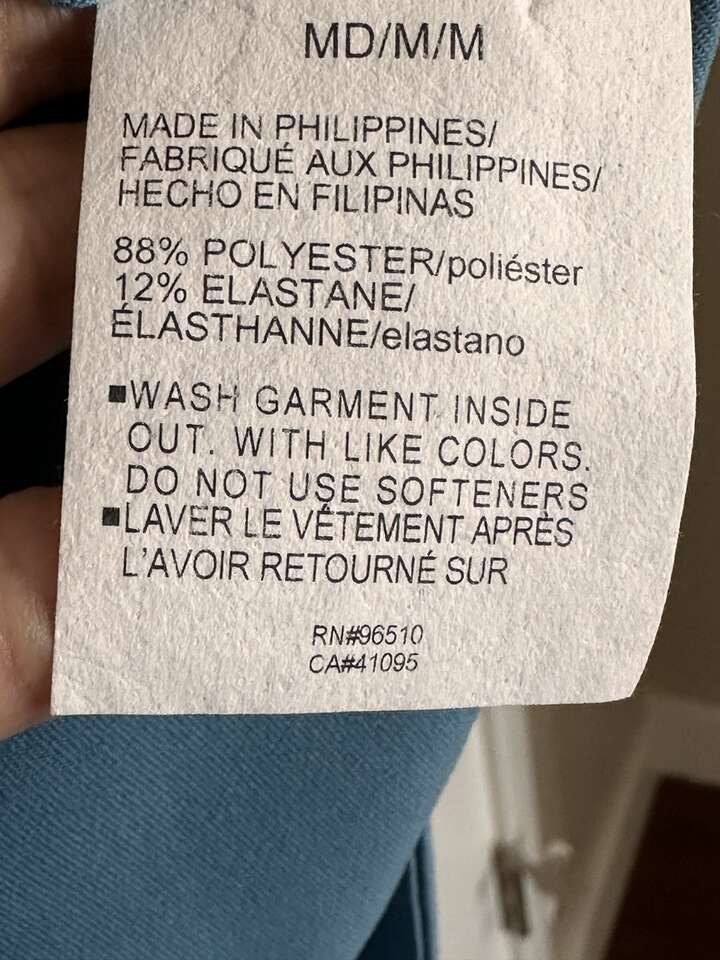 MD/M/M
MADE IN PHILIPPINES/
FABRIQUÉ AUX PHILIPPINES/
HECHO EN FILIPINAS
88% POLYESTER/poliéster
12% ELASTANE/
ÉLASTHANNE/elastano
■WASH GARMENT INSIDE
OUT. WITH LIKE COLORS.
DO NOT USE SOFTENERS
■LAVER LE VÊTEMENT APRÈS
L'AVOIR RETOURNÉ SUR
RN#96510
CA#41095